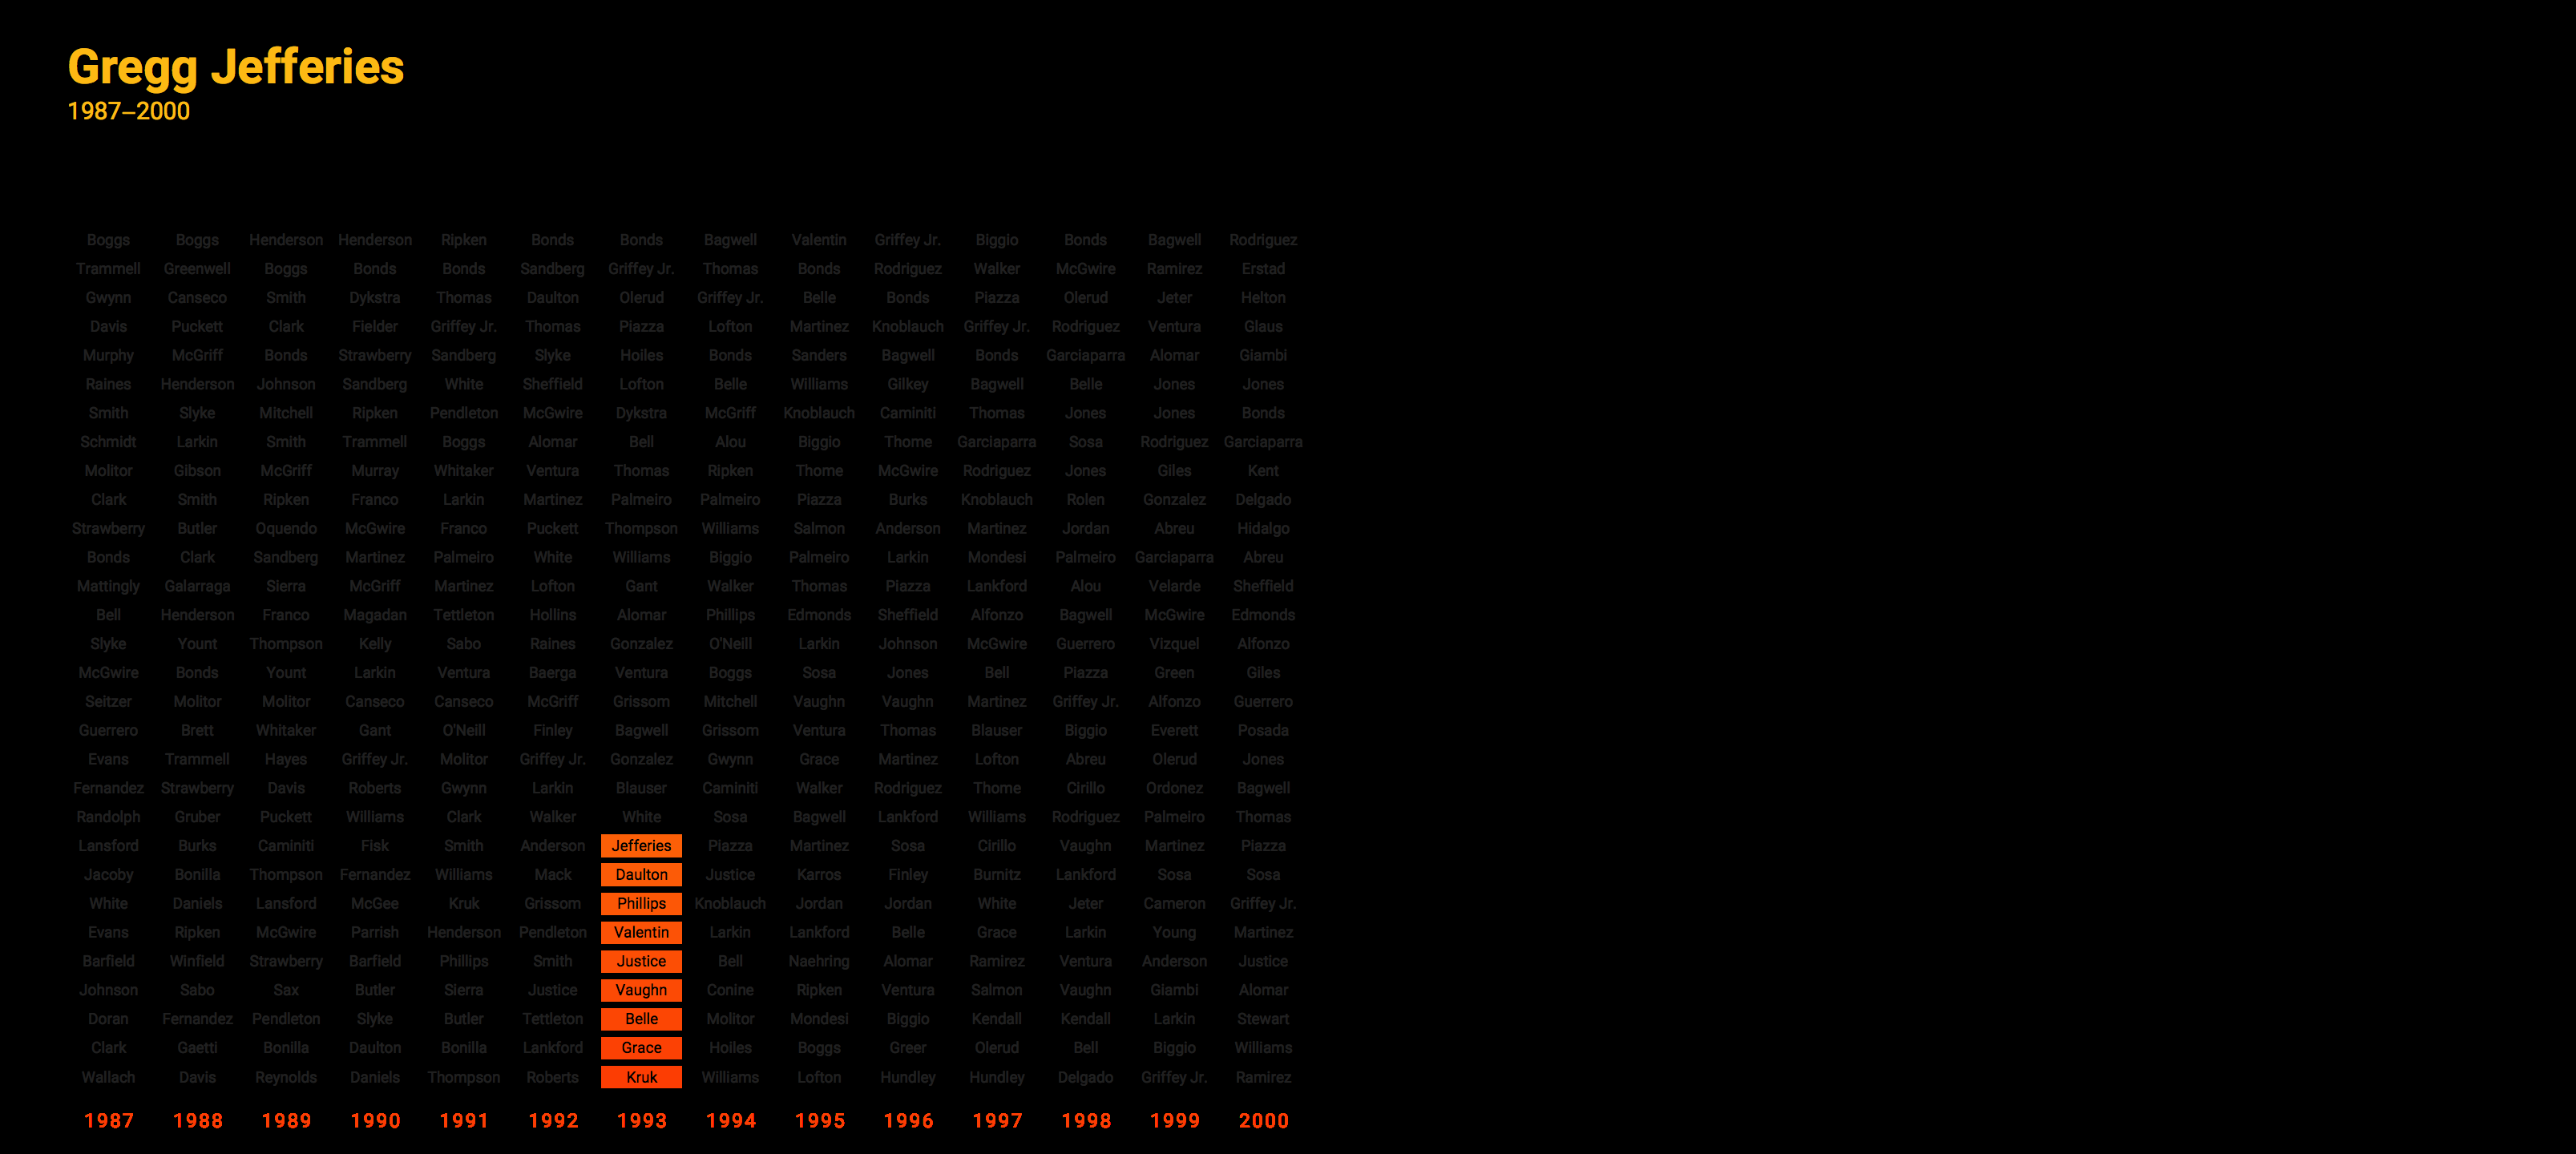 Gregg Jefferies
1987–2000
Boggs Boggs Henderson Henderson Ripken Bonds Bonds Bagwell Valentin Griffey Jr. Biggio Bonds Bagwell Rodriguez
Trammell Greenwell Boggs Bonds Bonds Sandberg Griffey Jr. Thomas Bonds Rodriguez Walker McGwire Ramirez Erstad
Gwynn Canseco Smith Dykstra Thomas Daulton Olerud Griffey Jr. Belle Bonds Piazza Olerud Jeter Helton
Davis Puckett Clark Fielder Griffey Jr. Thomas Piazza Lofton Martinez Knoblauch Griffey Jr. Rodriguez Ventura Glaus
Murphy McGriff Bonds Strawberry Sandberg Slyke Hoiles Bonds Sanders Bagwell Bonds Garciaparra Alomar Giambi
Raines Henderson Johnson Sandberg White Sheffield Lofton Belle Williams Gilkey Bagwell Belle Jones Jones
Smith Slyke Mitchell Ripken Pendleton McGwire Dykstra McGriff Knoblauch Caminiti Thomas Jones Jones Bonds
Schmidt Larkin Smith Trammell Boggs Alomar Bell Alou Biggio Thome Garciaparra Sosa Rodriguez Garciaparra
Molitor Gibson McGriff Murray Whitaker Ventura Thomas Ripken Thome McGwire Rodriguez Jones Giles Kent
Clark Smith Ripken Franco Larkin Martinez Palmeiro Palmeiro Piazza Burks Knoblauch Rolen Gonzalez Delgado
Strawberry Butler Oquendo McGwire Franco Puckett Thompson Williams Salmon Anderson Martinez Jordan Abreu Hidalgo
Bonds Clark Sandberg Martinez Palmeiro White Williams Biggio Palmeiro Larkin Mondesi Palmeiro Garciaparra Abreu
Mattingly Galarraga Sierra McGriff Martinez Lofton Gant Walker Thomas Piazza Lankford Alou Velarde Sheffield
Bell Henderson Franco Magadan Tettleton Hollins Alomar Phillips Edmonds Sheffield Alfonzo Bagwell McGwire Edmonds
Slyke Yount Thompson Kelly Sabo Raines Gonzalez O'Neill Larkin Johnson McGwire Guerrero Vizquel Alfonzo
McGwire Bonds Yount Larkin Ventura Baerga Ventura Boggs Sosa Jones Bell Piazza Green Giles
Seitzer Molitor Molitor Canseco Canseco McGriff Grissom Mitchell Vaughn Vaughn Martinez Griffey Jr. Alfonzo Guerrero
Guerrero Brett Whitaker Gant O'Neill Finley Bagwell Grissom Ventura Thomas Blauser Biggio Everett Posada
Evans Trammell Hayes Griffey Jr. Molitor Griffey Jr. Gonzalez Gwynn Grace Martinez Lofton Abreu Olerud Jones
Fernandez Strawberry Davis Roberts Gwynn Larkin Blauser Caminiti Walker Rodriguez Thome Cirillo Ordonez Bagwell
Randolph Gruber Puckett Williams Clark Walker White Sosa Bagwell Lankford Williams Rodriguez Palmeiro Thomas
Lansford Burks Caminiti Fisk Smith Anderson Jefferies Piazza Martinez Sosa Cirillo Vaughn Martinez Piazza
Jacoby Bonilla Thompson Fernandez Williams Mack Daulton Justice Karros Finley Burnitz Lankford Sosa Sosa
White Daniels Lansford McGee Kruk Grissom Phillips Knoblauch Jordan Jordan White Jeter Cameron Griffey Jr.
Evans Ripken McGwire Parrish Henderson Pendleton Valentin Larkin Lankford Belle Grace Larkin Young Martinez
Barfield Winfield Strawberry Barfield Phillips Smith Justice Bell Naehring Alomar Ramirez Ventura Anderson Justice
Johnson Sabo Sax Butler Sierra Justice Vaughn Conine Ripken Ventura Salmon Vaughn Giambi Alomar
Doran Fernandez Pendleton Slyke Butler Tettleton Belle Molitor Mondesi Biggio Kendall Kendall Larkin Stewart
Clark Gaetti Bonilla Daulton Bonilla Lankford Grace Hoiles Boggs Greer Olerud Bell Biggio Williams
Wallach Davis Reynolds Daniels Thompson Roberts Kruk Williams Lofton Hundley Hundley Delgado Griffey Jr. Ramirez
1987 1988 1989 1990 1991 1992 1993 1994 1995 1996 1997 1998 1999 2000